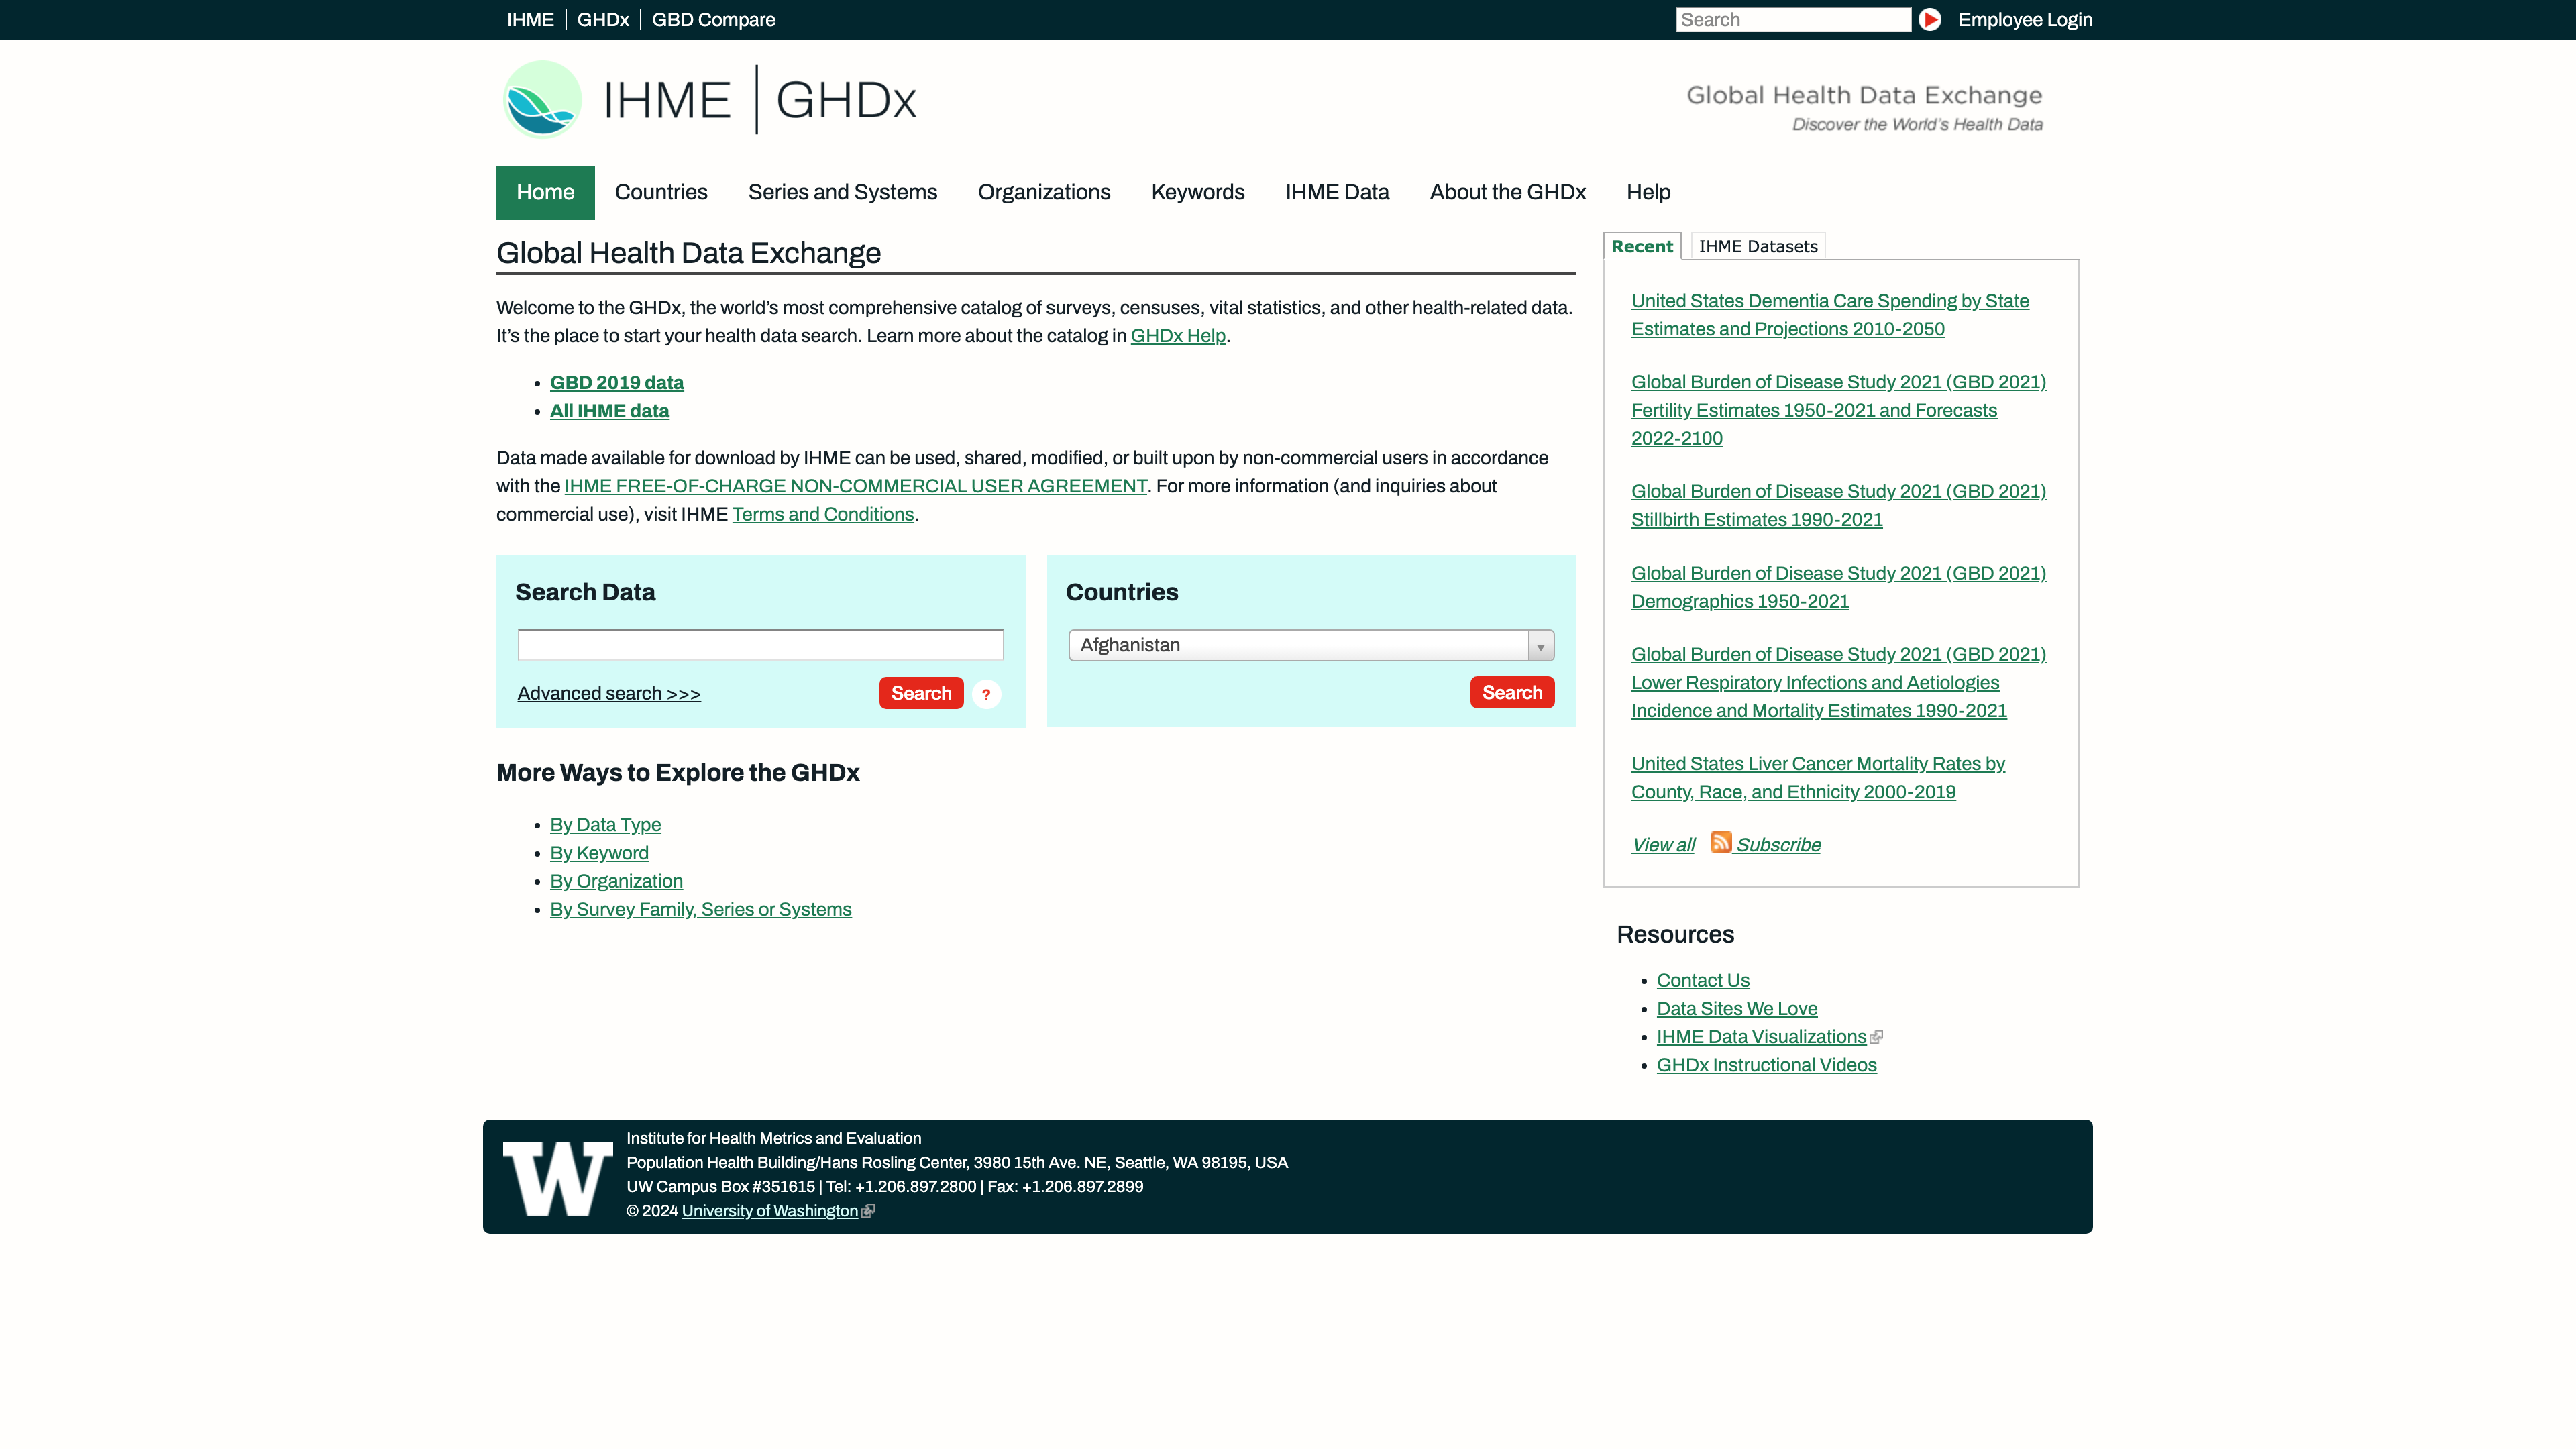 IHME | GHDx | GBD Compare
Search
Employee Login
IHME | GHDx
Global Health Data Exchange
Discover the World's Health Data
Home
Countries
Series and Systems
Organizations
Keywords
IHME Data
About the GHDx
Help
Global Health Data Exchange
Welcome to the GHDx, the world’s most comprehensive catalog of surveys, censuses, vital statistics, and other health-related data.
It’s the place to start your health data search. Learn more about the catalog in GHDx Help.
• GBD 2019 data
• All IHME data
Data made available for download by IHME can be used, shared, modified, or built upon by non-commercial users in accordance
with the IHME FREE-OF-CHARGE NON-COMMERCIAL USER AGREEMENT. For more information (and inquiries about
commercial use), visit IHME Terms and Conditions.
Search Data
Advanced search >>>
Search
?
Countries
Afghanistan
Search
More Ways to Explore the GHDx
• By Data Type
• By Keyword
• By Organization
• By Survey Family, Series or Systems
Recent
IHME Datasets
United States Dementia Care Spending by State
Estimates and Projections 2010-2050
Global Burden of Disease Study 2021 (GBD 2021)
Fertility Estimates 1950-2021 and Forecasts
2022-2100
Global Burden of Disease Study 2021 (GBD 2021)
Stillbirth Estimates 1990-2021
Global Burden of Disease Study 2021 (GBD 2021)
Demographics 1950-2021
Global Burden of Disease Study 2021 (GBD 2021)
Lower Respiratory Infections and Aetiologies
Incidence and Mortality Estimates 1990-2021
United States Liver Cancer Mortality Rates by
County, Race, and Ethnicity 2000-2019
View all
Subscribe
Resources
• Contact Us
• Data Sites We Love
• IHME Data Visualizations
• GHDx Instructional Videos
W
Institute for Health Metrics and Evaluation
Population Health Building/Hans Rosling Center, 3980 15th Ave. NE, Seattle, WA 98195, USA
UW Campus Box #351615 | Tel: +1.206.897.2800 | Fax: +1.206.897.2899
© 2024 University of Washington